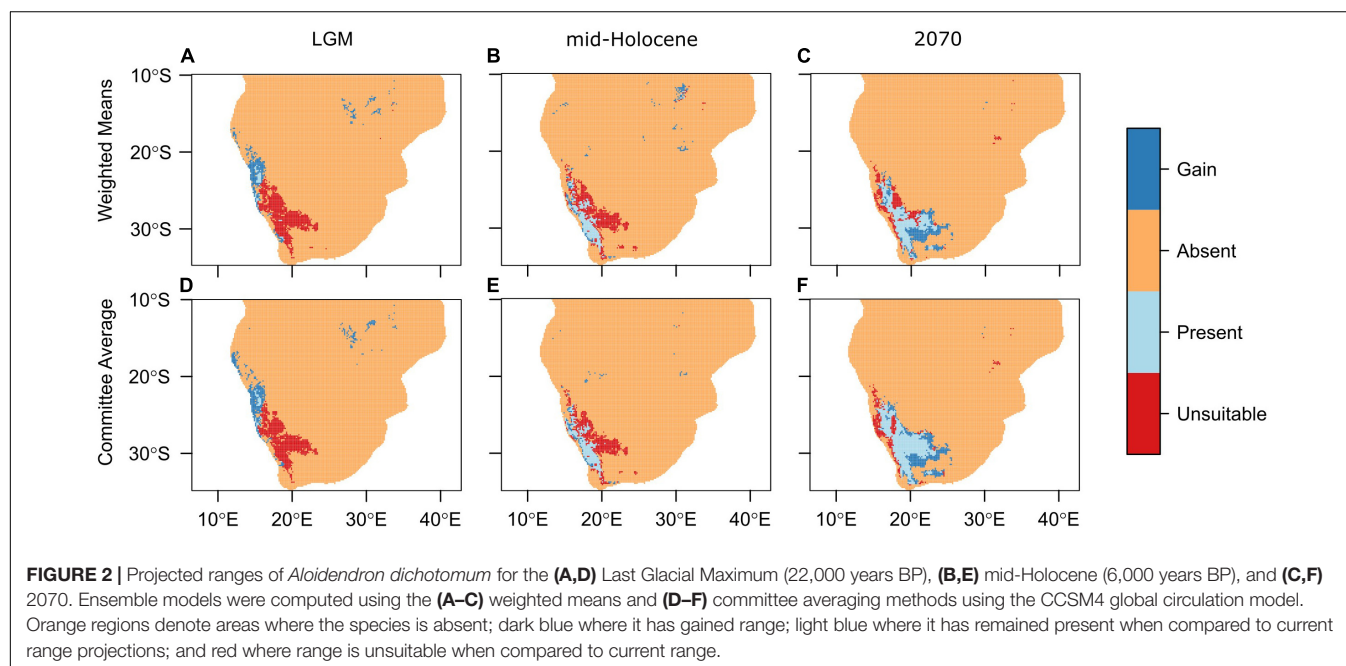 LGM
mid-Holocene
2070
A
B
C
Weighted Means
10°S
20°S
30°S
Gain
Absent
Present
Unsuitable
D
E
F
Committee Average
10°S
20°S
30°S
10°E 20°E 30°E 40°E
10°E 20°E 30°E 40°E
10°E 20°E 30°E 40°E
FIGURE 2 | Projected ranges of Aloidendron dichotomum for the (A,D) Last Glacial Maximum (22,000 years BP), (B,E) mid-Holocene (6,000 years BP), and (C,F)
2070. Ensemble models were computed using the (A–C) weighted means and (D–F) committee averaging methods using the CCSM4 global circulation model.
Orange regions denote areas where the species is absent; dark blue where it has gained range; light blue where it has remained present when compared to current
range projections; and red where range is unsuitable when compared to current range.